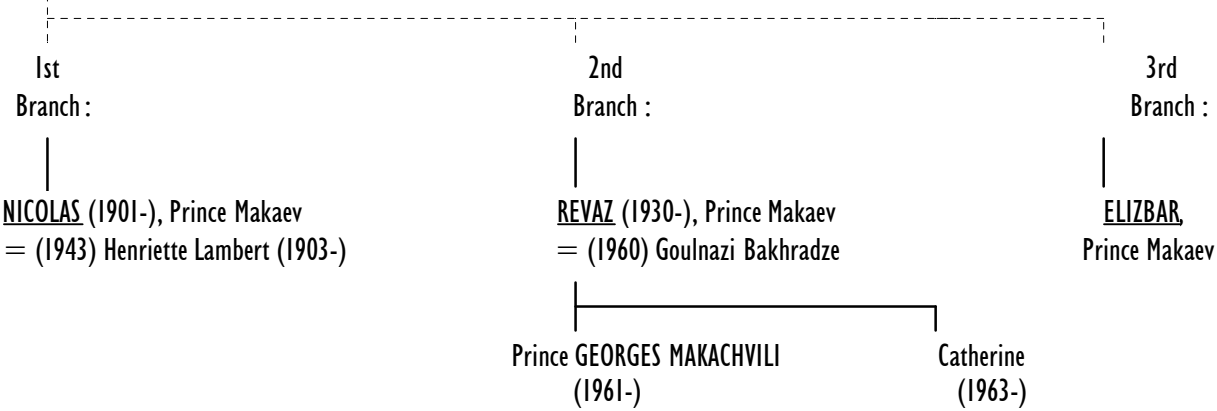 1st
Branch :
2nd
Branch :
3rd
Branch :
NICOLAS (1901-), Prince Makaev
= (1943) Henriette Lambert (1903-)
REVAZ (1930-), Prince Makaev
= (1960) Goulnazi Bakhradze
ELIZBAR,
Prince Makaev
Prince GEORGES MAKACHVILI
(1961-)
Catherine
(1963-)